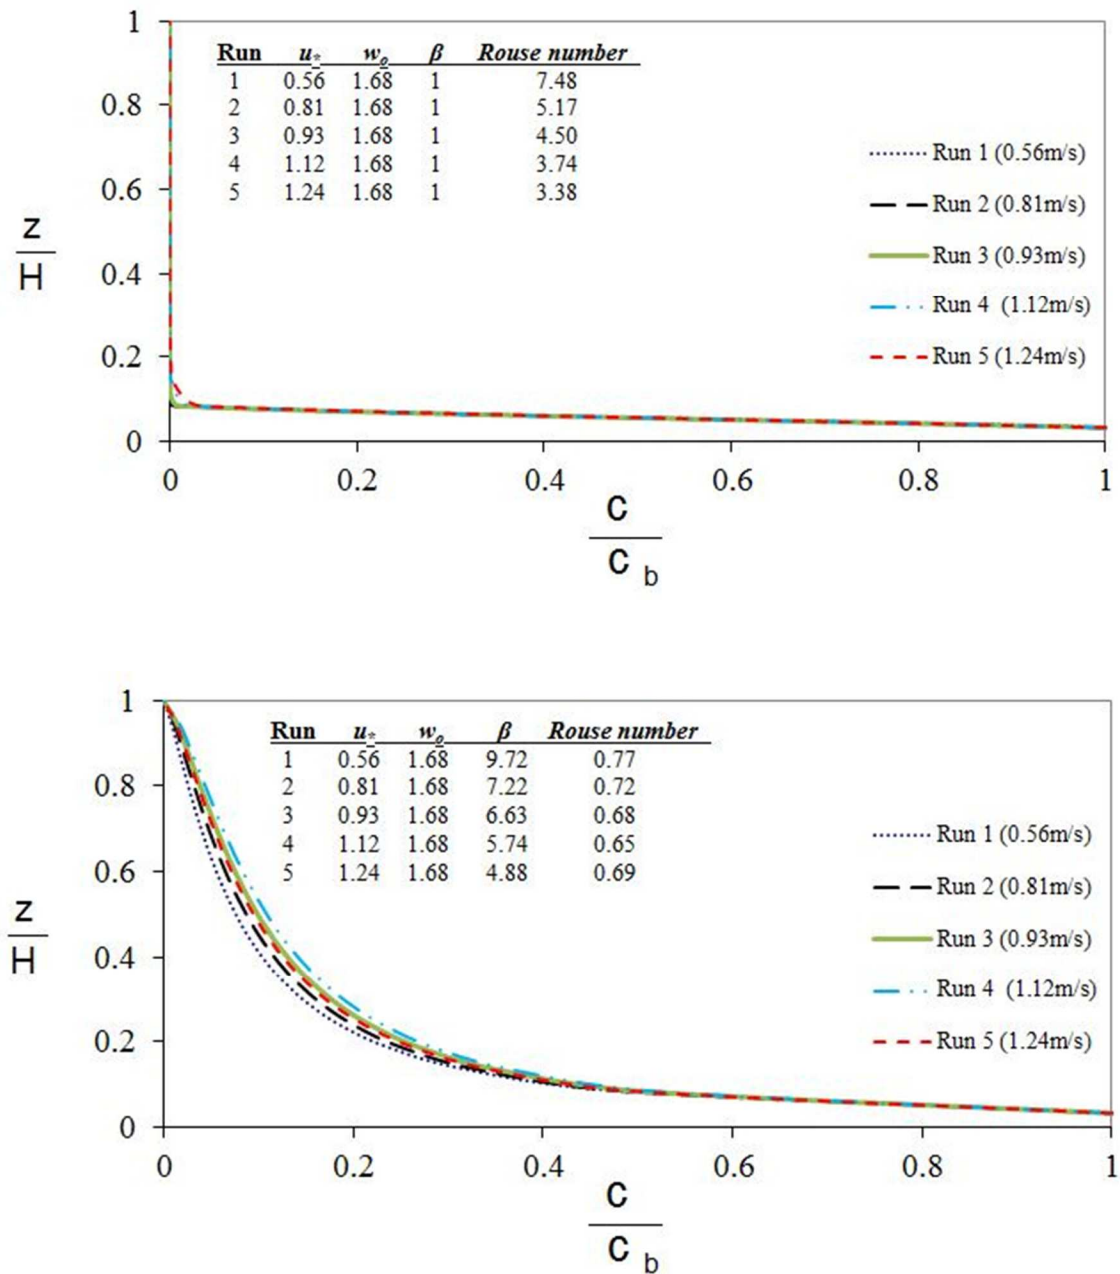 1
Run u* wo β Rouse number
1 0.56 1.68 1 7.48
0.8
2 0.81 1.68 1 5.17
3 0.93 1.68 1 4.50
4 1.12 1.68 1 3.74
5 1.24 1.68 1 3.38
Run 1 (0.56m/s)
0.6
Run 2 (0.81m/s)
z
H
Run 3 (0.93m/s)
0.4
Run 4 (1.12m/s)
0.2
Run 5 (1.24m/s)
0
0 0.2 0.4 0.6 0.8 1
C
C b
1
Run u* wo β Rouse number
1 0.56 1.68 9.72 0.77
0.8
2 0.81 1.68 7.22 0.72
3 0.93 1.68 6.63 0.68
4 1.12 1.68 5.74 0.65
5 1.24 1.68 4.88 0.69
Run 1 (0.56m/s)
0.6
Run 2 (0.81m/s)
z
H
Run 3 (0.93m/s)
0.4
Run 4 (1.12m/s)
0.2
Run 5 (1.24m/s)
0
0 0.2 0.4 0.6 0.8 1
C
C b